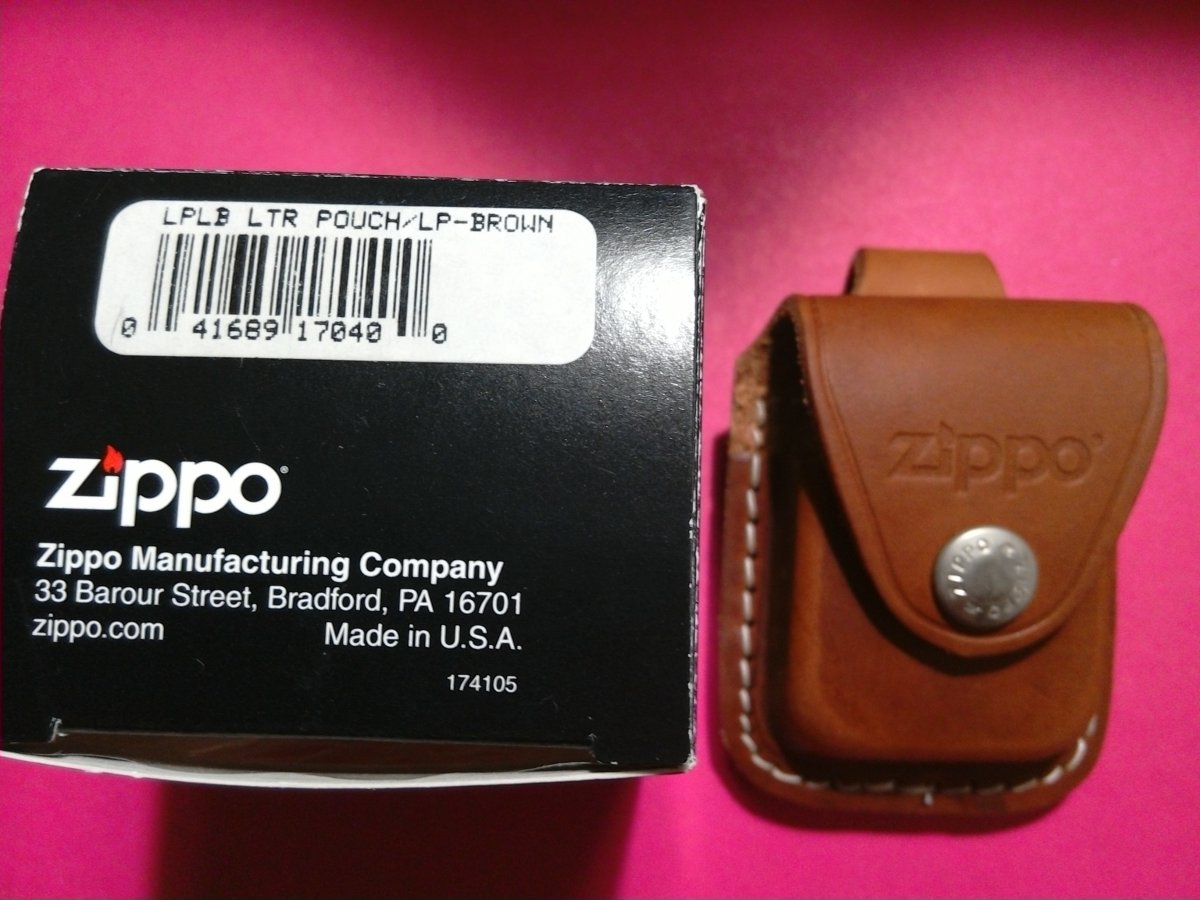 LPLB LTR POUCH/LP-BROWN
0 41689 17040 0
zippo®
Zippo Manufacturing Company
33 Barour Street, Bradford, PA 16701
zippo.com Made in U.S.A.
174105
zippo
ZIPPO